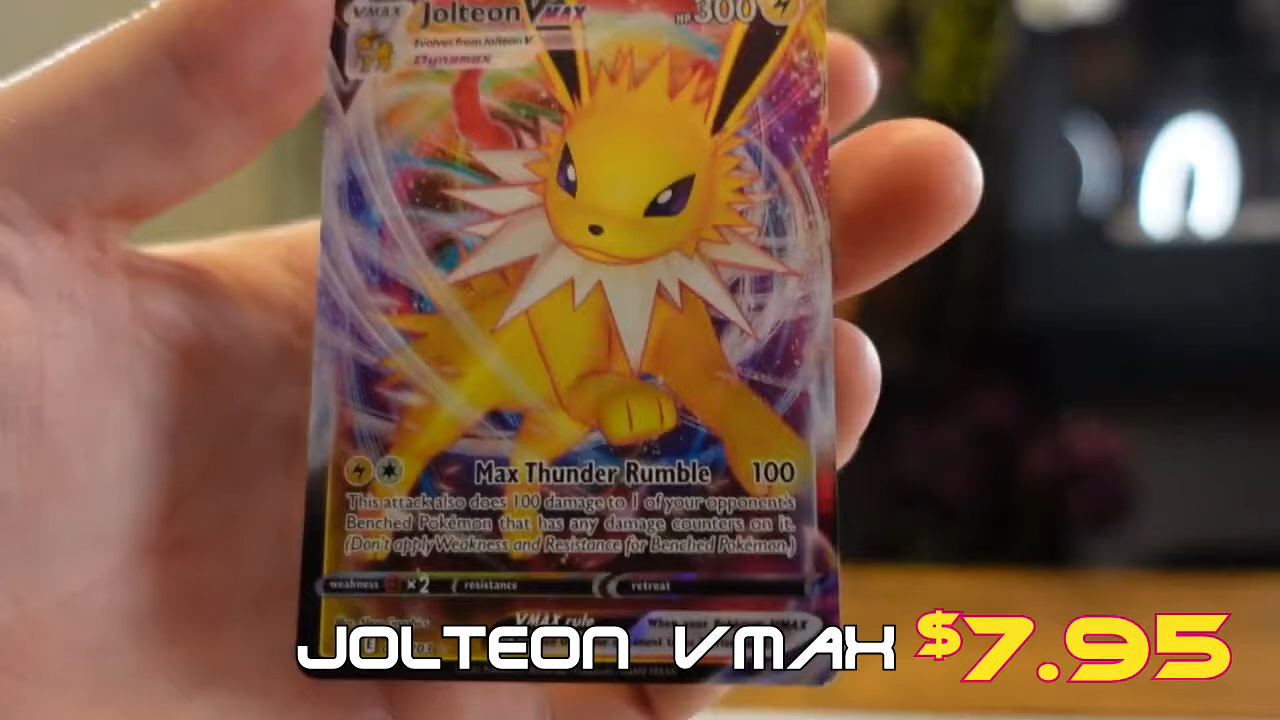 VMAX Jolteon VMAX HP 300
Evolves from Jolteon V
Dynamax
Max Thunder Rumble 100
This attack also does 100 damage to 1 of your opponent's
Benched Pokémon that has any damage counters on it.
(Don't apply Weakness and Resistance for Benched Pokémon.)
weakness ×2 resistance retreat
VMAX rule
JOLTEON VMAX $7.95